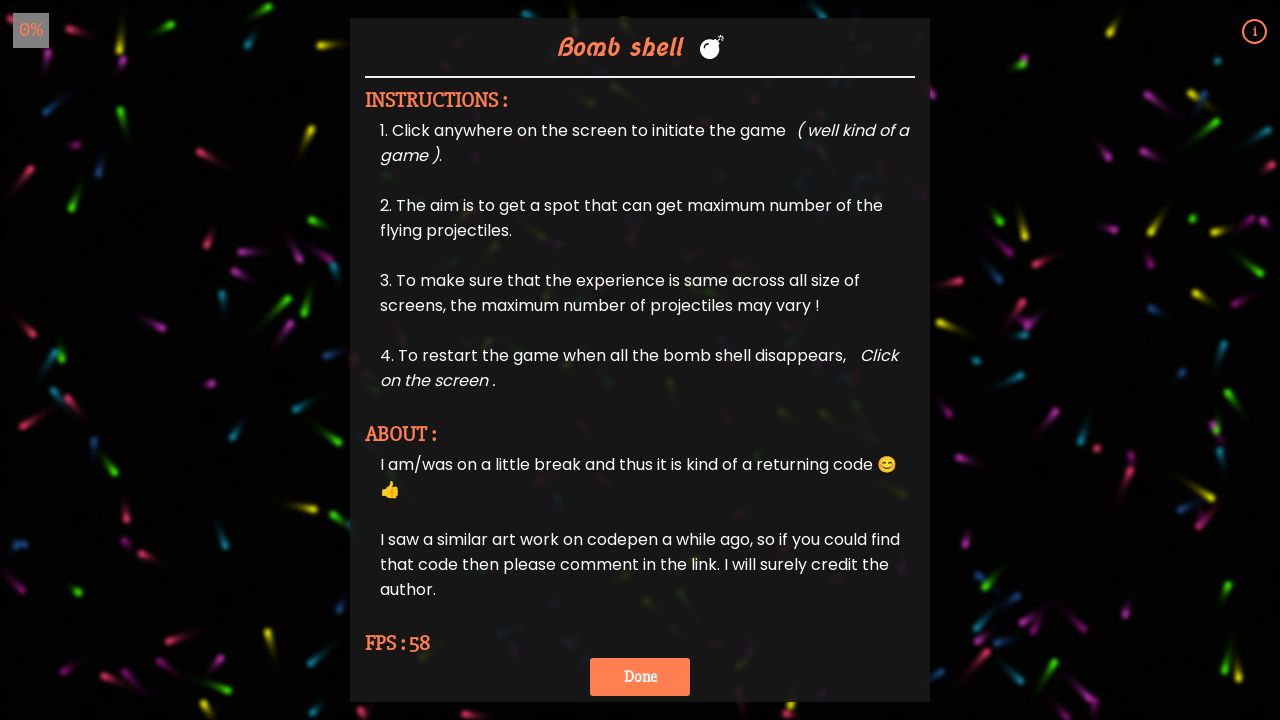 0%
i
Bomb shell 💣
INSTRUCTIONS :
1. Click anywhere on the screen to initiate the game ( well kind of a
game ).
2. The aim is to get a spot that can get maximum number of the
flying projectiles.
3. To make sure that the experience is same across all size of
screens, the maximum number of projectiles may vary !
4. To restart the game when all the bomb shell disappears, Click
on the screen .
ABOUT :
I am/was on a little break and thus it is kind of a returning code 😊
👍
I saw a similar art work on codepen a while ago, so if you could find
that code then please comment in the link. I will surely credit the
author.
FPS : 58
Done